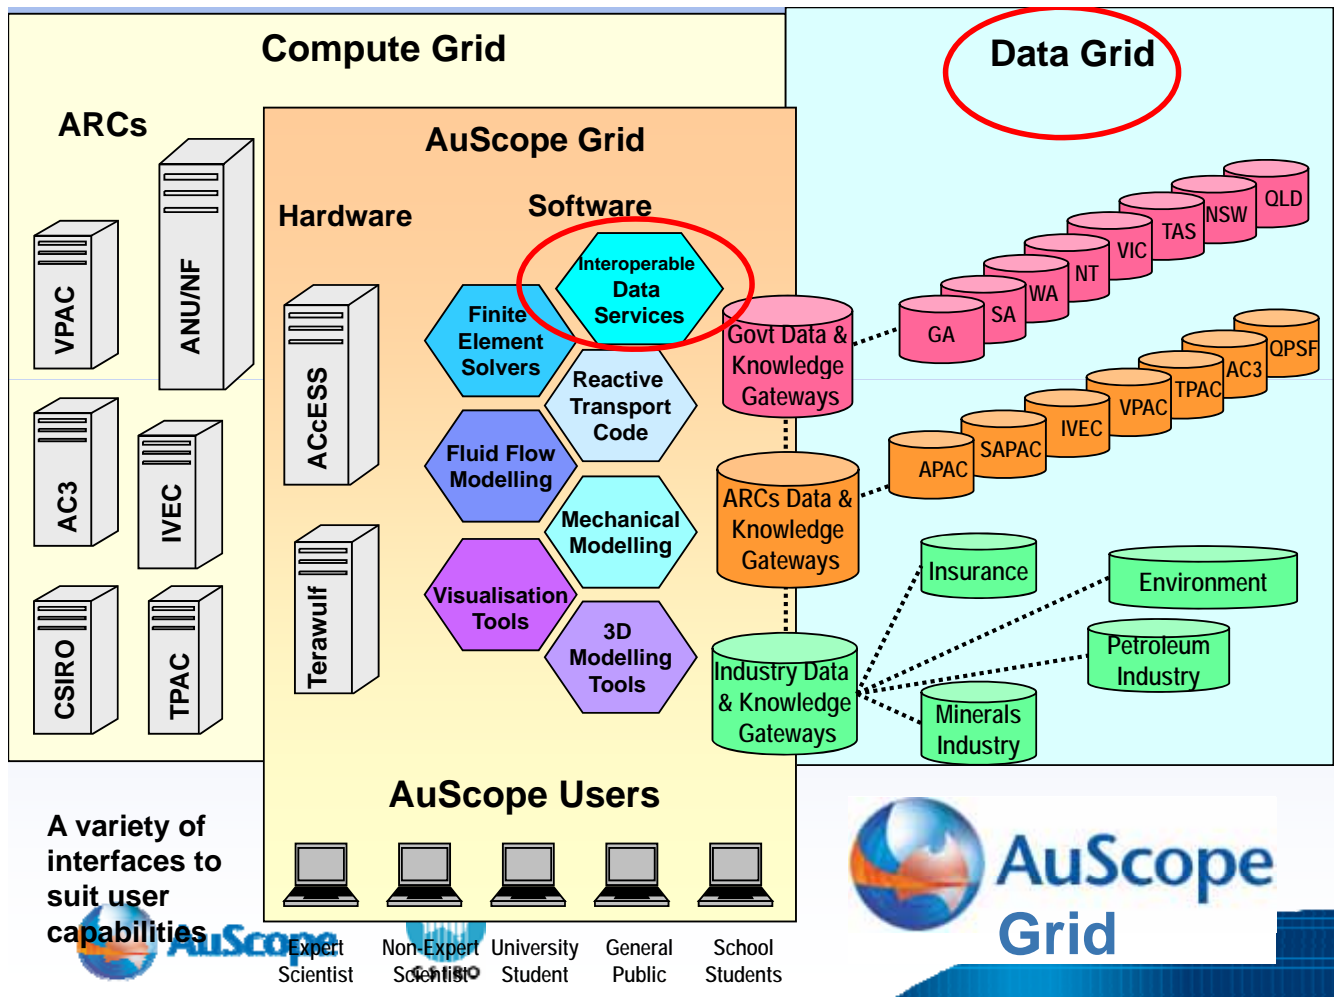 Compute Grid
Data Grid
ARCs
AuScope Grid
Hardware
Software
VPAC
ANU/NF
AC3
IVEC
CSIRO
TPAC
ACcESS
Terawulf
Interoperable
Data
Services
Finite
Element
Solvers
Reactive
Transport
Code
Fluid Flow
Modelling
Mechanical
Modelling
Visualisation
Tools
3D
Modelling
Tools
Govt Data &
Knowledge
Gateways
GA
SA
WA
NT
VIC
TAS
NSW
QLD
ARCs Data &
Knowledge
Gateways
APAC
SAPAC
IVEC
VPAC
TPAC
AC3
QPSF
Industry Data
& Knowledge
Gateways
Insurance
Environment
Petroleum
Industry
Minerals
Industry
AuScope Users
A variety of
interfaces to
suit user
capabilities
Expert
Scientist
Non-Expert
Scientist
University
Student
General
Public
School
Students
AuScope
CSIRO
AuScope
Grid